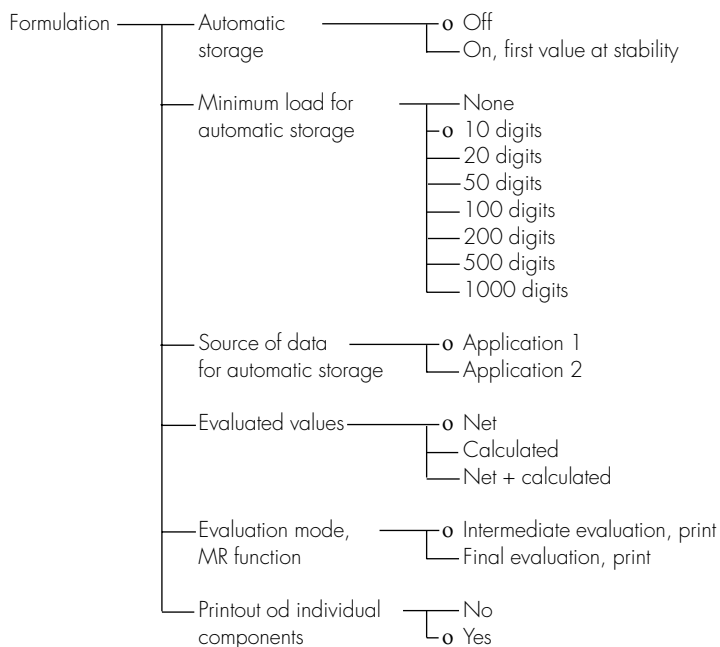 Formulation
Automatic
storage
o Off
On, first value at stability
Minimum load for
automatic storage
None
o 10 digits
20 digits
50 digits
100 digits
200 digits
500 digits
1000 digits
Source of data
for automatic storage
o Application 1
Application 2
Evaluated values
o Net
Calculated
Net + calculated
Evaluation mode,
MR function
o Intermediate evaluation, print
Final evaluation, print
Printout od individual
components
No
o Yes